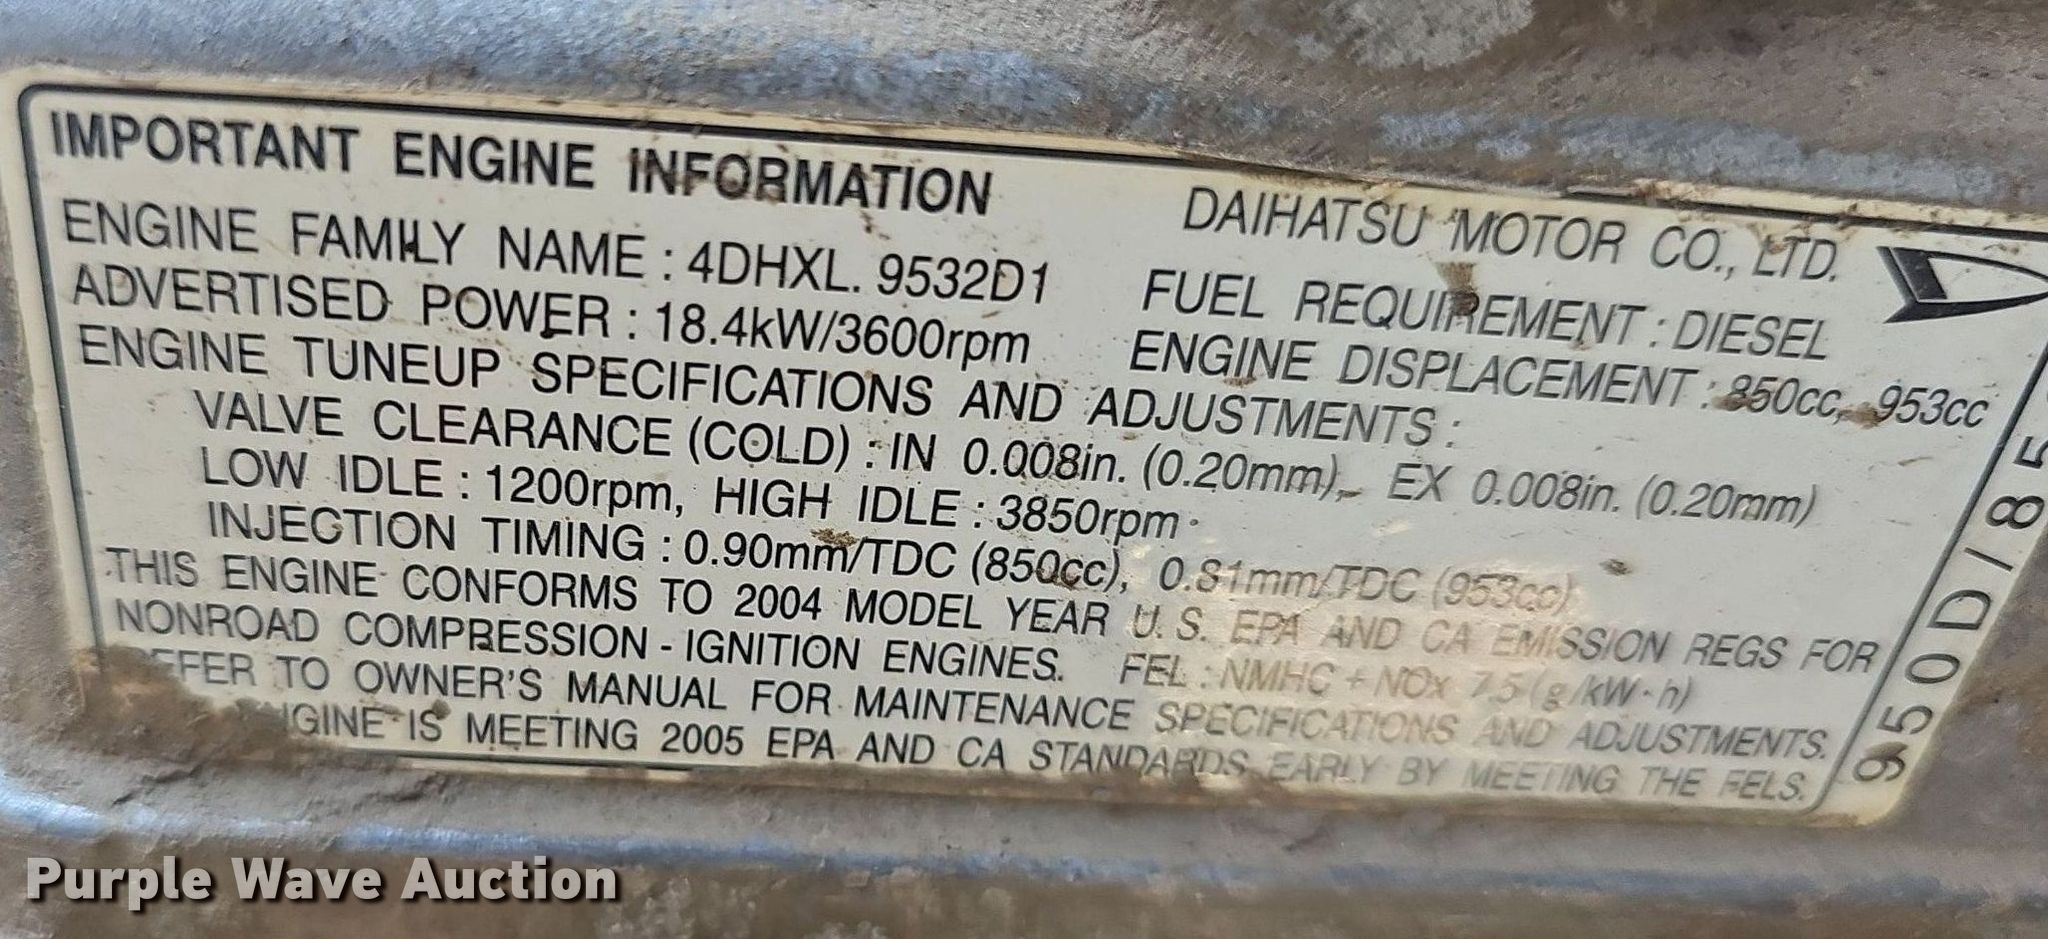 IMPORTANT ENGINE INFORMATION
DAIHATSU MOTOR CO., LTD.
ENGINE FAMILY NAME : 4DHXL. 9532D1
FUEL REQUIREMENT : DIESEL
ADVERTISED POWER : 18.4kW/3600rpm
ENGINE DISPLACEMENT : 850cc, 953cc
ENGINE TUNEUP SPECIFICATIONS AND ADJUSTMENTS :
VALVE CLEARANCE (COLD) : IN 0.008in. (0.20mm), EX 0.008in. (0.20mm)
LOW IDLE : 1200rpm, HIGH IDLE : 3850rpm
INJECTION TIMING : 0.90mm/TDC (850cc), 0.81mm/TDC (953cc)
THIS ENGINE CONFORMS TO 2004 MODEL YEAR U.S. EPA AND CA EMISSION REGS FOR
NONROAD COMPRESSION - IGNITION ENGINES. FEL : NMHC + NOx 7.5 (g/kW·h)
REFER TO OWNER'S MANUAL FOR MAINTENANCE SPECIFICATIONS AND ADJUSTMENTS.
ENGINE IS MEETING 2005 EPA AND CA STANDARDS EARLY BY MEETING THE FELS.
950D/85
Purple Wave Auction